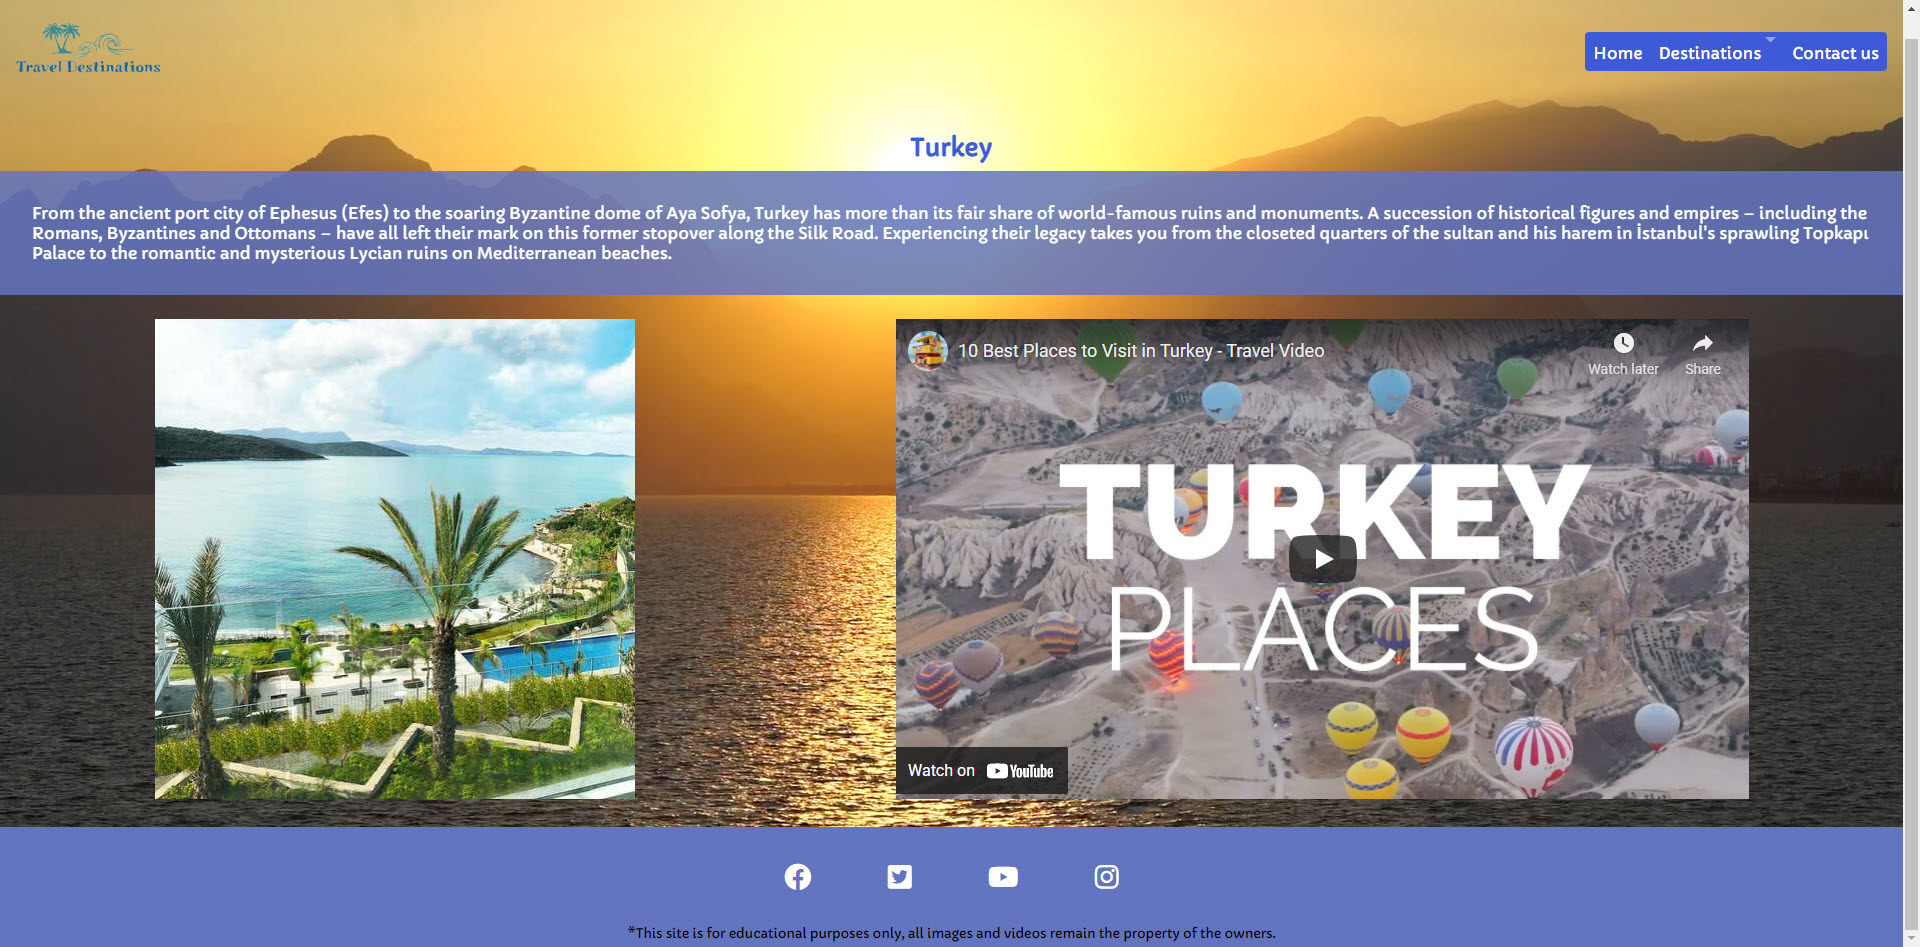 Travel Destinations
Home Destinations Contact us
Turkey
From the ancient port city of Ephesus (Efes) to the soaring Byzantine dome of Aya Sofya, Turkey has more than its fair share of world-famous ruins and monuments. A succession of historical figures and empires – including the
Romans, Byzantines and Ottomans – have all left their mark on this former stopover along the Silk Road. Experiencing their legacy takes you from the closeted quarters of the sultan and his harem in İstanbul's sprawling Topkapı
Palace to the romantic and mysterious Lycian ruins on Mediterranean beaches.
10 Best Places to Visit in Turkey - Travel Video
Watch later Share
TURKEY
PLACES
Watch on YouTube
*This site is for educational purposes only, all images and videos remain the property of the owners.